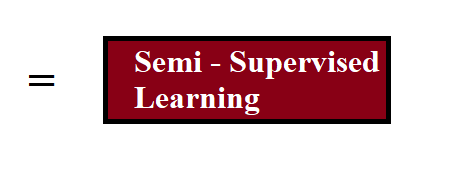 = Semi - Supervised
Learning